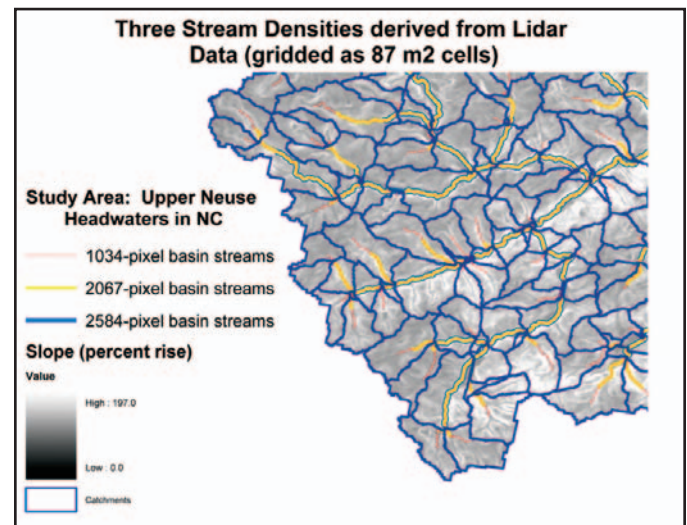 Three Stream Densities derived from Lidar
Data (gridded as 87 m2 cells)
Study Area: Upper Neuse
Headwaters in NC
1034-pixel basin streams
2067-pixel basin streams
2584-pixel basin streams
Slope (percent rise)
Value
High : 197.0
Low : 0.0
Catchments